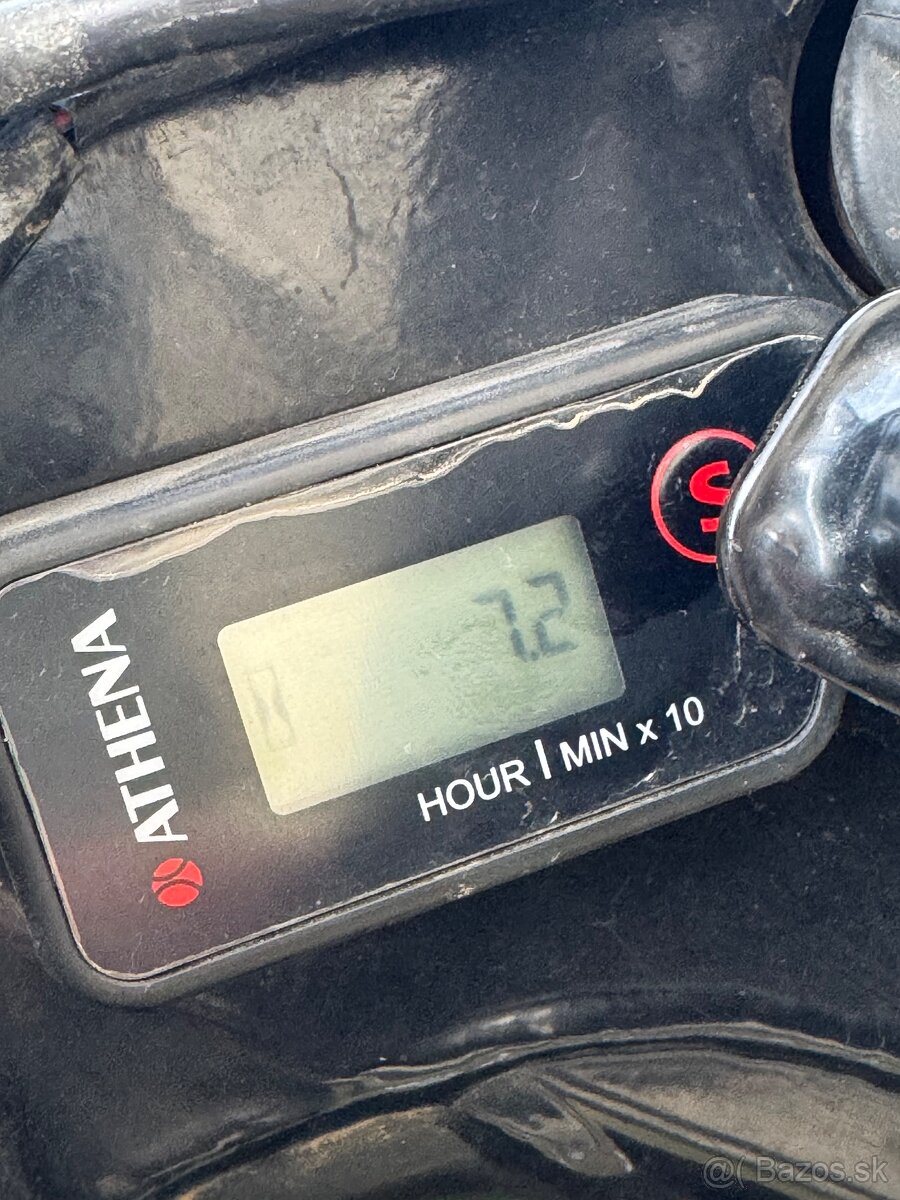 7.2
HOUR | MIN x 10
ATHENA
S
@( Bazos.sk